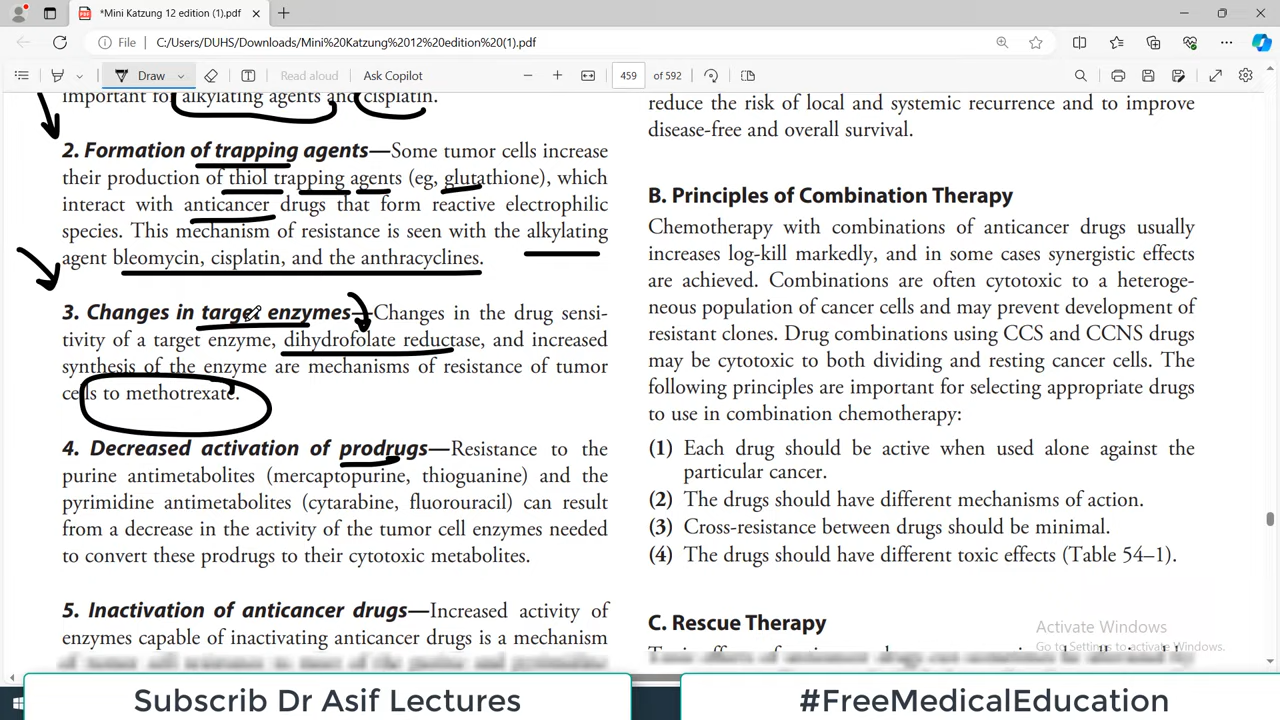 *Mini Katzung 12 edition (1).pdf
File
C:/Users/DUHS/Downloads/Mini%20Katzung%2012%20edition%20(1).pdf
Draw
Read aloud
Ask Copilot
459
of 592
important for alkylating agents and cisplatin.
2. Formation of trapping agents—Some tumor cells increase
their production of thiol trapping agents (eg, glutathione), which
interact with anticancer drugs that form reactive electrophilic
species. This mechanism of resistance is seen with the alkylating
agent bleomycin, cisplatin, and the anthracyclines.
3. Changes in target enzymes—Changes in the drug sensi-
tivity of a target enzyme, dihydrofolate reductase, and increased
synthesis of the enzyme are mechanisms of resistance of tumor
cells to methotrexate.
4. Decreased activation of prodrugs—Resistance to the
purine antimetabolites (mercaptopurine, thioguanine) and the
pyrimidine antimetabolites (cytarabine, fluorouracil) can result
from a decrease in the activity of the tumor cell enzymes needed
to convert these prodrugs to their cytotoxic metabolites.
5. Inactivation of anticancer drugs—Increased activity of
enzymes capable of inactivating anticancer drugs is a mechanism
reduce the risk of local and systemic recurrence and to improve
disease-free and overall survival.
B. Principles of Combination Therapy
Chemotherapy with combinations of anticancer drugs usually
increases log-kill markedly, and in some cases synergistic effects
are achieved. Combinations are often cytotoxic to a heteroge-
neous population of cancer cells and may prevent development of
resistant clones. Drug combinations using CCS and CCNS drugs
may be cytotoxic to both dividing and resting cancer cells. The
following principles are important for selecting appropriate drugs
to use in combination chemotherapy:
(1) Each drug should be active when used alone against the
particular cancer.
(2) The drugs should have different mechanisms of action.
(3) Cross-resistance between drugs should be minimal.
(4) The drugs should have different toxic effects (Table 54–1).
C. Rescue Therapy
Activate Windows
Go to Settings to activate Windows.
Subscrib Dr Asif Lectures
#FreeMedicalEducation